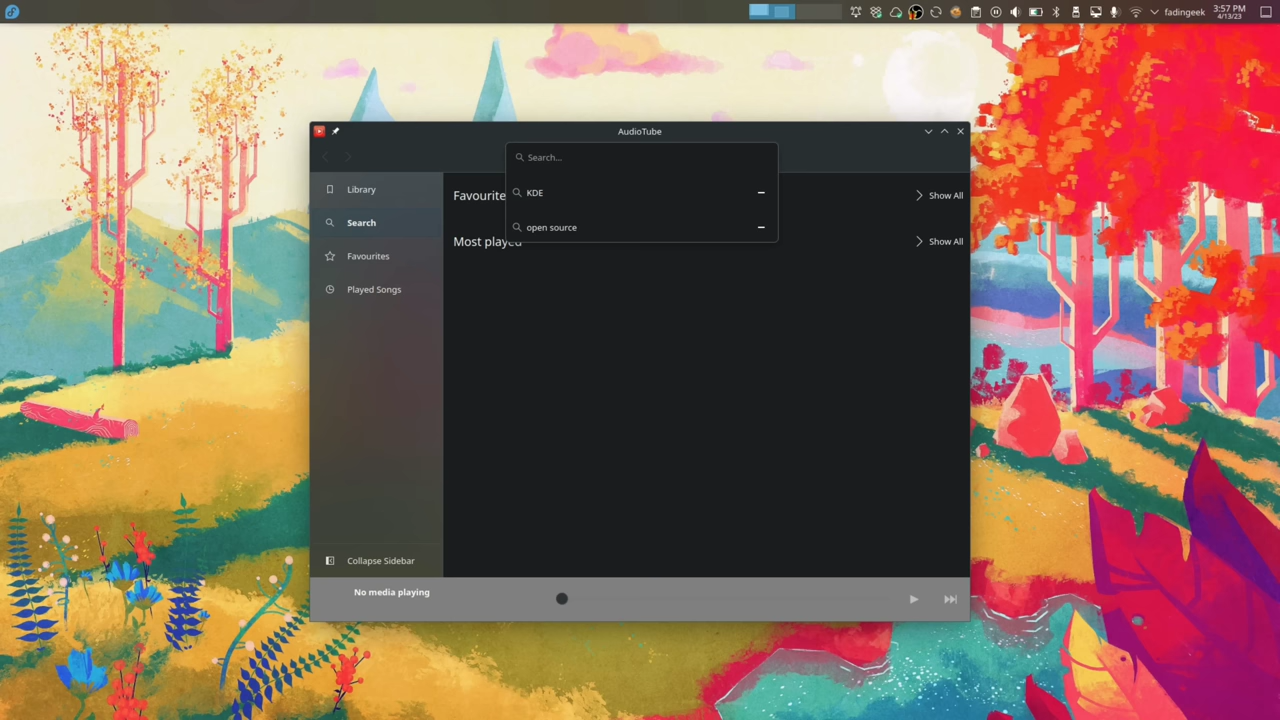 fadingeek
3:57 PM
4/13/23
AudioTube
Search...
KDE
open source
Library
Search
Favourites
Played Songs
Favourite
Show All
Most played
Show All
Collapse Sidebar
No media playing